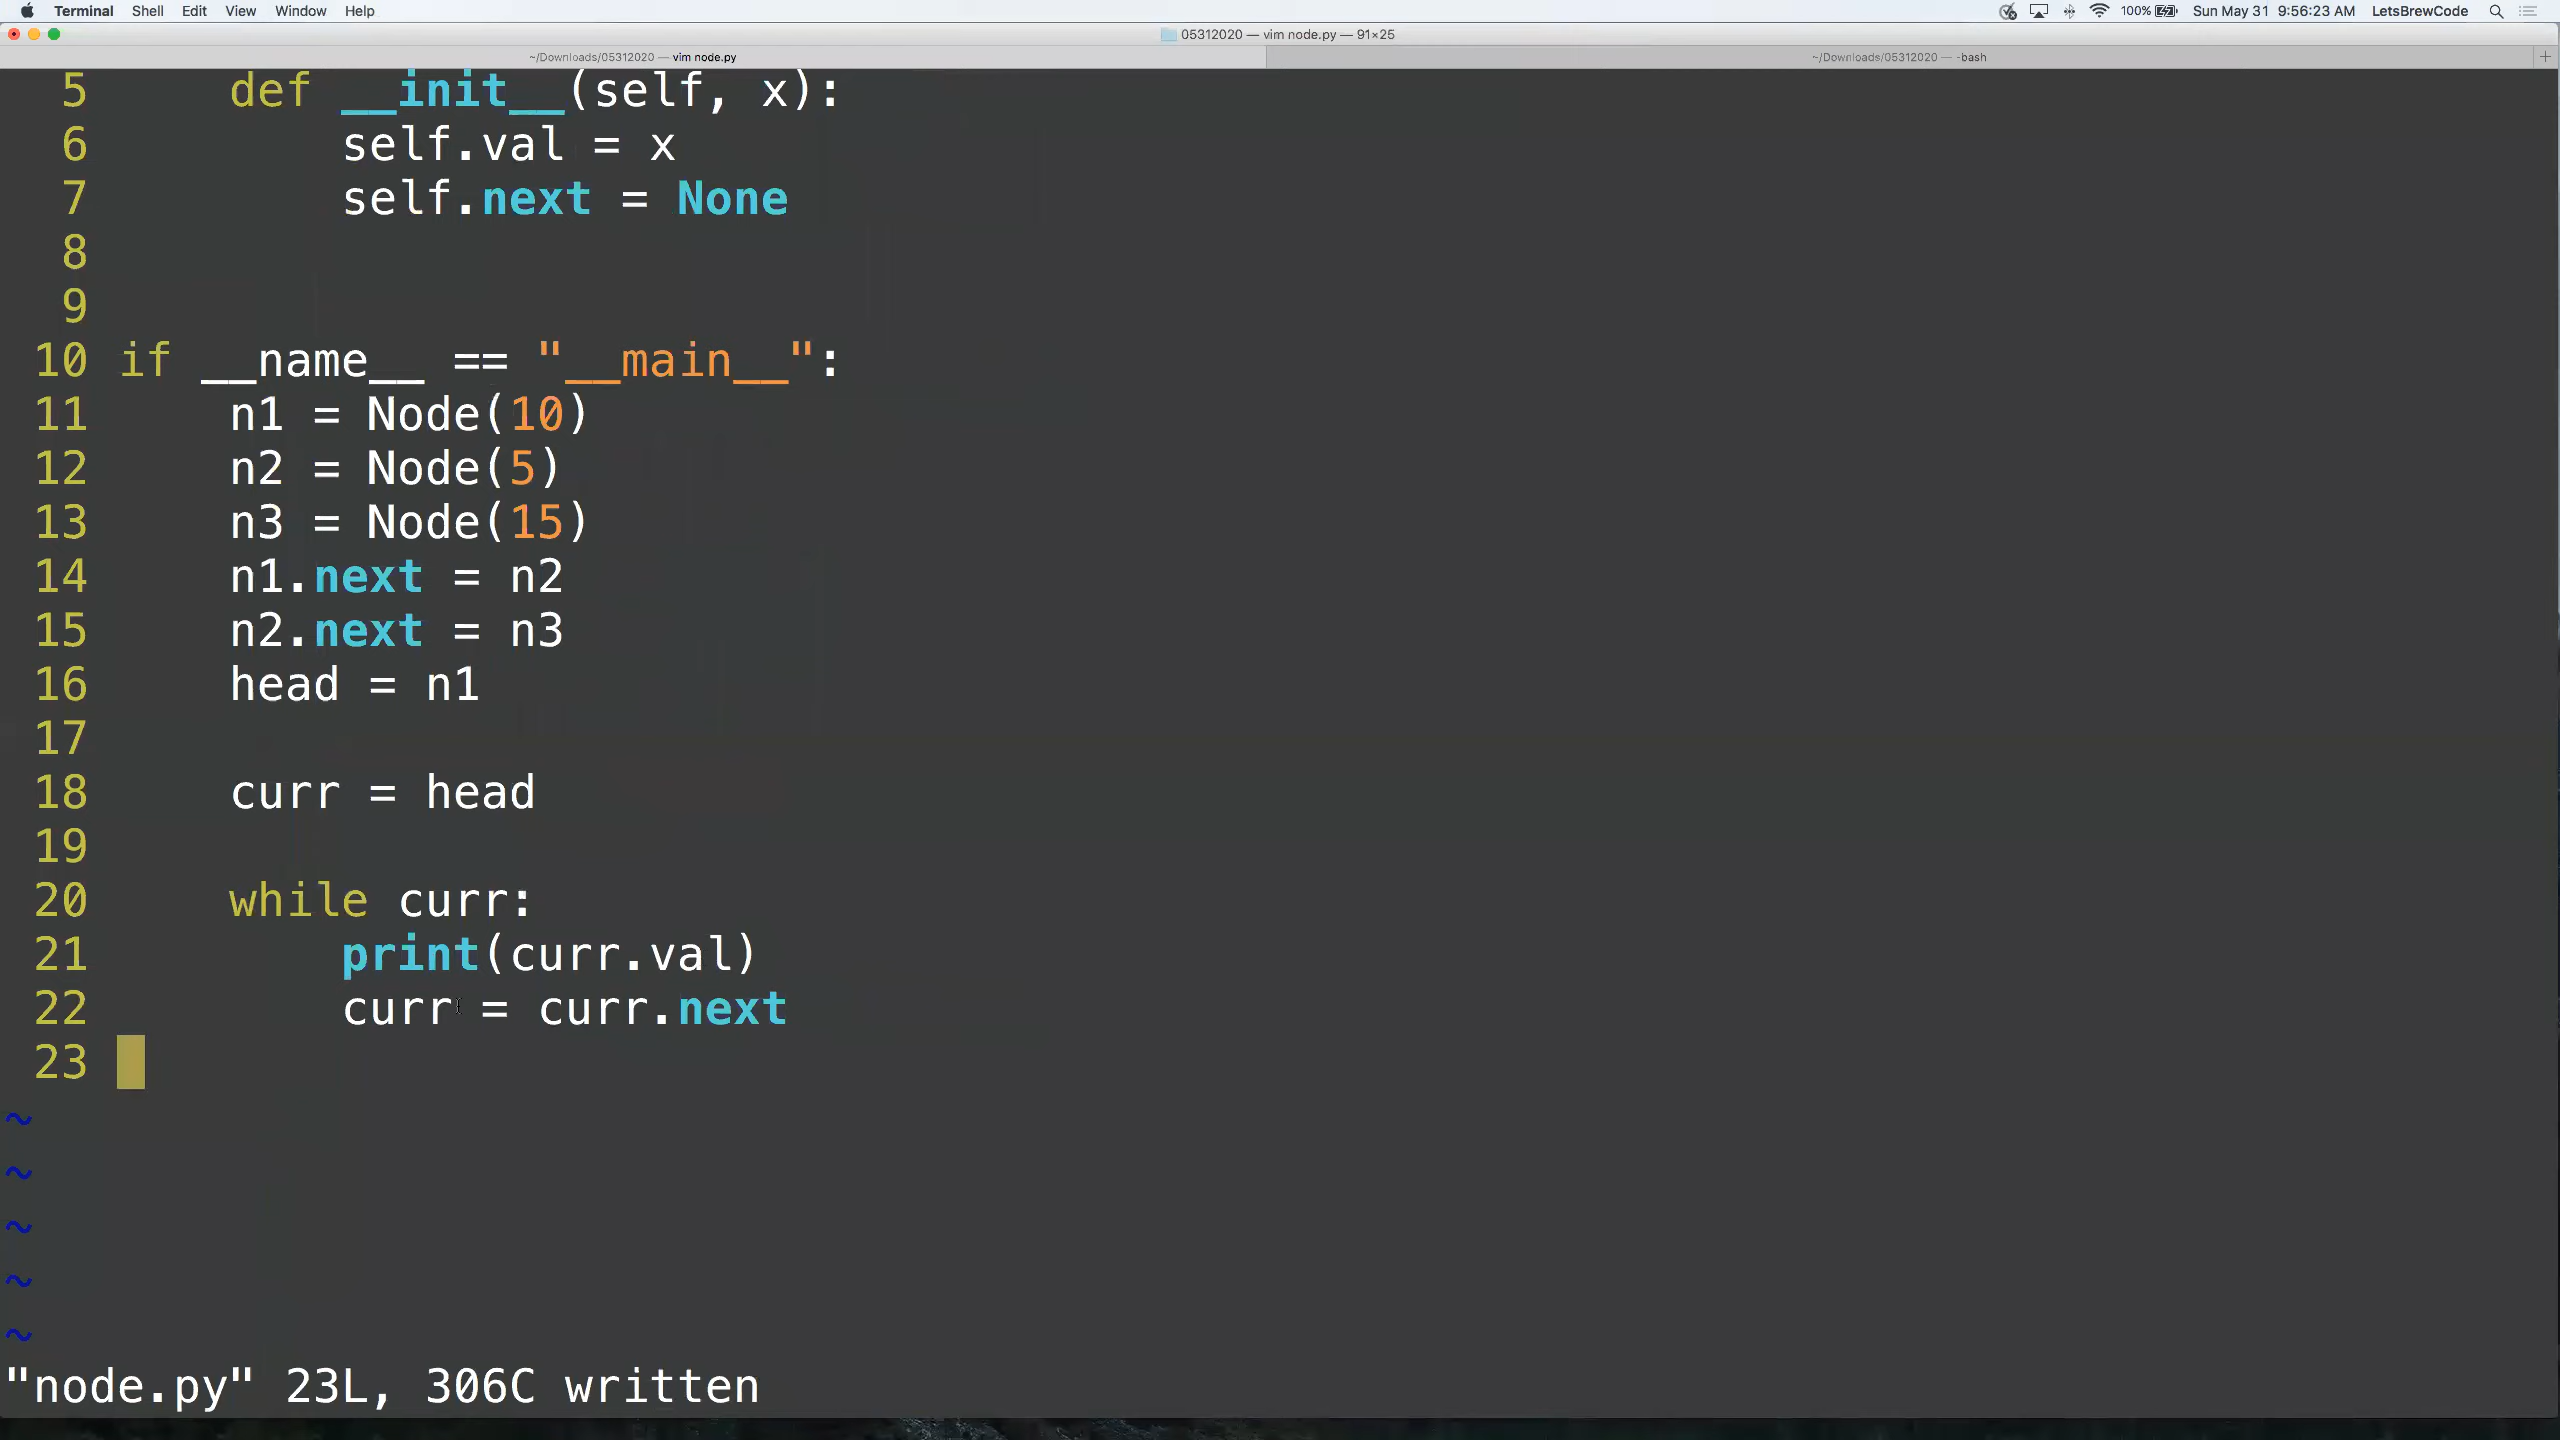 Terminal Shell Edit View Window Help 100% Sun May 31 9:56:23 AM LetsBrewCode
05312020 — vim node.py — 91×25
~/Downloads/05312020 — vim node.py ~/Downloads/05312020 — -bash +
5 def __init__(self, x):
6 self.val = x
7 self.next = None
8
9
10 if __name__ == "__main__":
11 n1 = Node(10)
12 n2 = Node(5)
13 n3 = Node(15)
14 n1.next = n2
15 n2.next = n3
16 head = n1
17
18 curr = head
19
20 while curr:
21 print(curr.val)
22 curr = curr.next
23
~
~
~
~
~
"node.py" 23L, 306C written